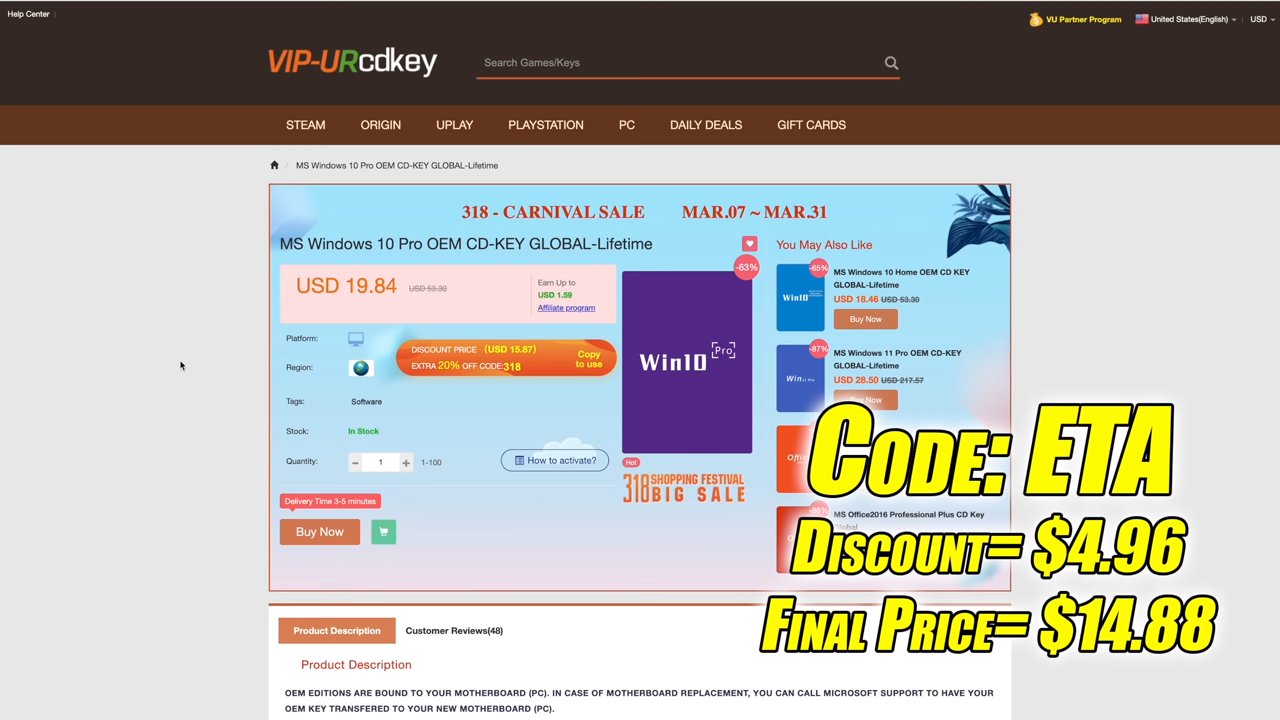 Help Center
VU Partner Program
United States(English)
USD
VIP-URcdkey
Search Games/Keys
STEAM
ORIGIN
UPLAY
PLAYSTATION
PC
DAILY DEALS
GIFT CARDS
/ MS Windows 10 Pro OEM CD-KEY GLOBAL-Lifetime
318 - CARNIVAL SALE MAR.07 ~ MAR.31
MS Windows 10 Pro OEM CD-KEY GLOBAL-Lifetime
USD 19.84 USD 53.30
Earn Up to
USD 1.59
Affiliate program
Platform:
DISCOUNT PRICE (USD 15.87)
EXTRA 20% OFF CODE:318
Copy
to use
Region:
Tags: Software
Stock: In Stock
Quantity: - 1 + 1-100
How to activate?
Delivery Time 3-5 minutes
Buy Now
-63%
Win10 Pro
Hot
318 SHOPPING FESTIVAL
BIG SALE
You May Also Like
-65%
Win10
MS Windows 10 Home OEM CD KEY
GLOBAL-Lifetime
USD 18.46 USD 53.30
Buy Now
-87%
Win 11 Pro
MS Windows 11 Pro OEM CD-KEY
GLOBAL-Lifetime
USD 28.50 USD 217.57
Buy Now
MS Office2016 Professional Plus CD Key
Global
CODE: ETA
DISCOUNT= $4.96
FINAL PRICE= $14.88
Product Description
Customer Reviews(48)
Product Description
OEM EDITIONS ARE BOUND TO YOUR MOTHERBOARD (PC). IN CASE OF MOTHERBOARD REPLACEMENT, YOU CAN CALL MICROSOFT SUPPORT TO HAVE YOUR
OEM KEY TRANSFERED TO YOUR NEW MOTHERBOARD (PC).